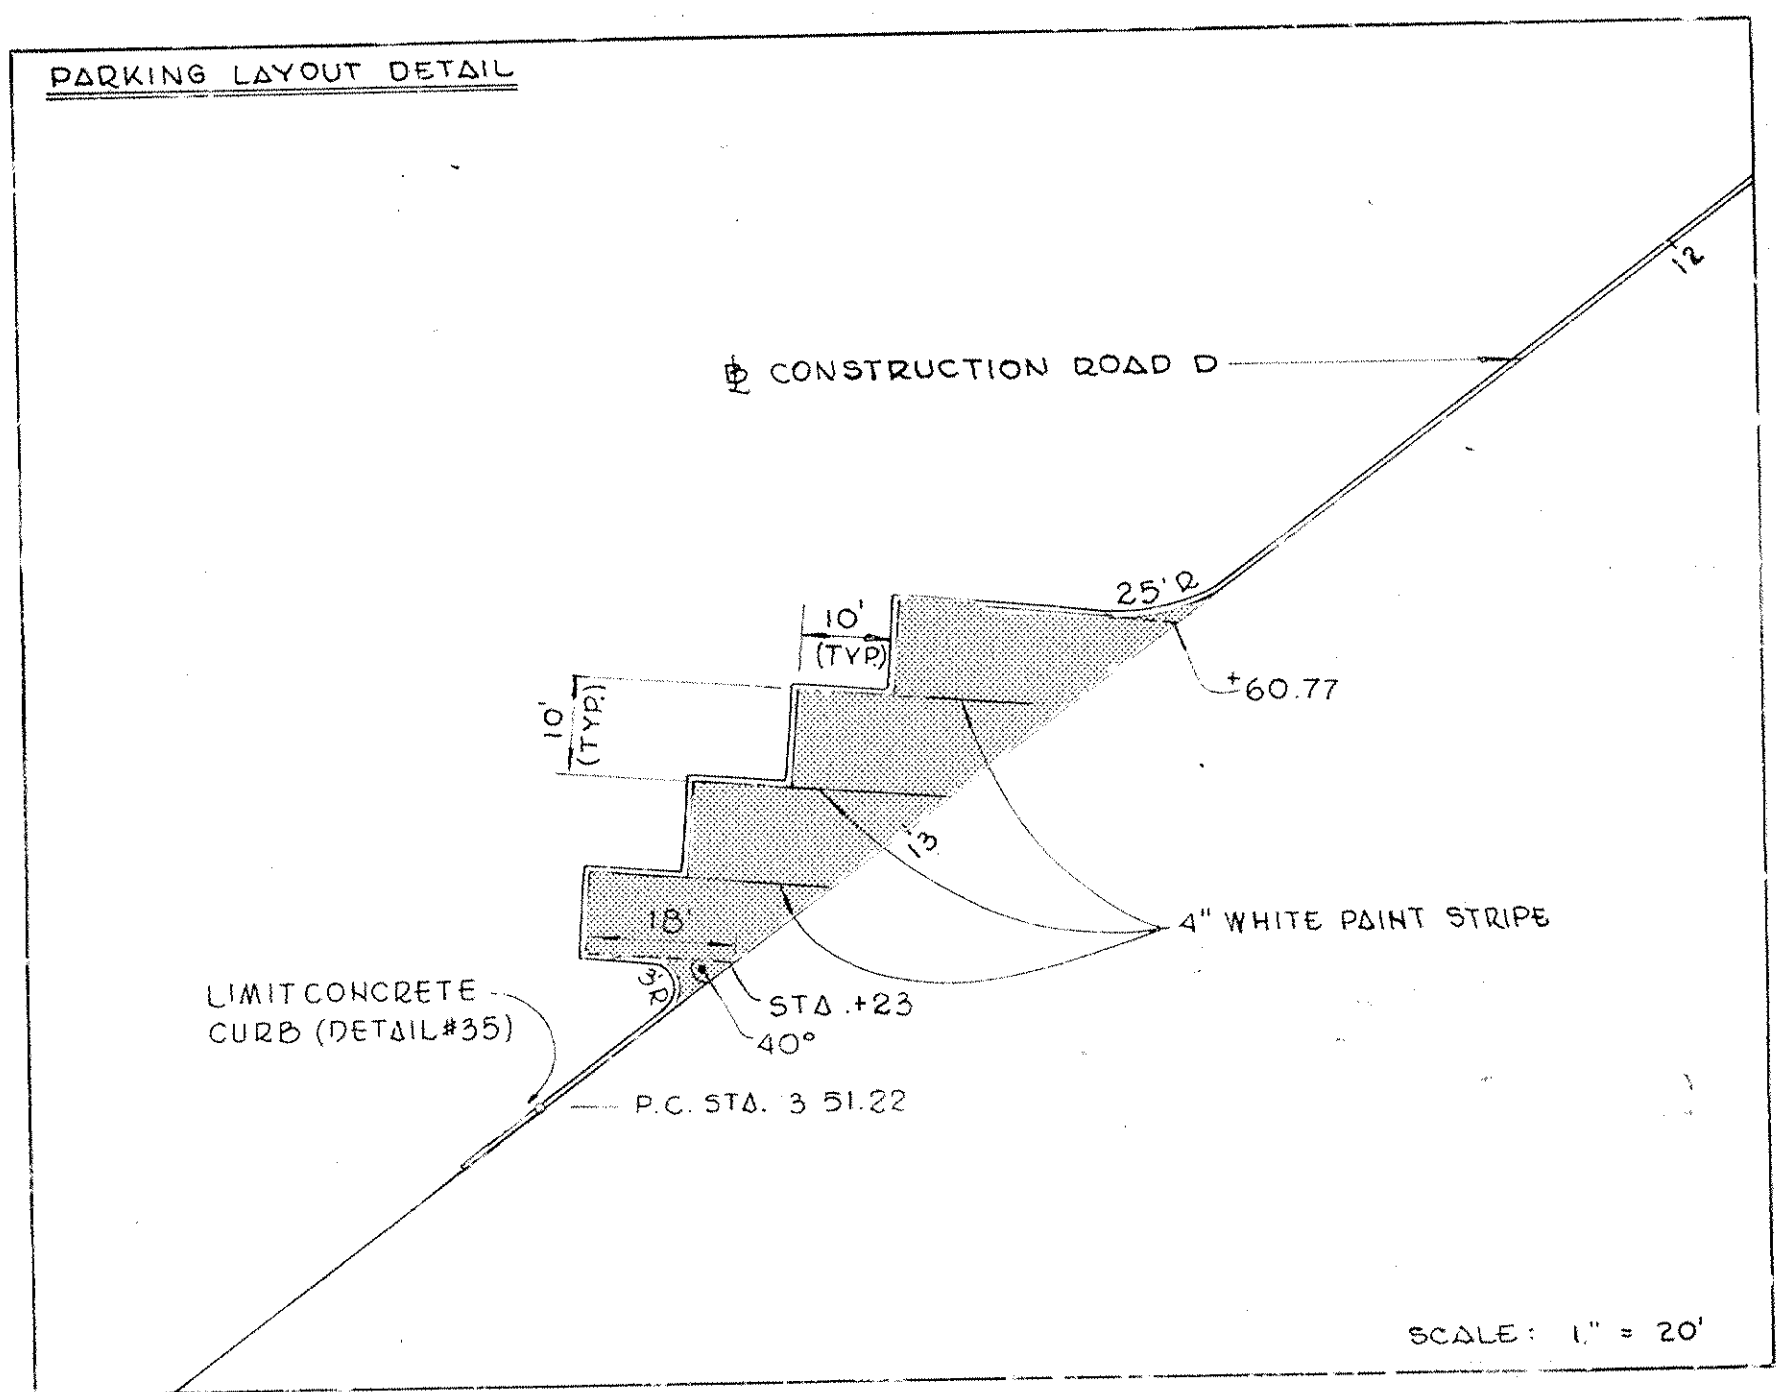 PARKING LAYOUT DETAIL
12
CONSTRUCTION ROAD D
25' R
10'
(TYP.)
+60.77
10'
(TYP.)
13
18'
4" WHITE PAINT STRIPE
3'R
STA .+23
40°
LIMIT CONCRETE
CURB (DETAIL #35)
P.C. STA. 3 51.22
SCALE: 1" = 20'